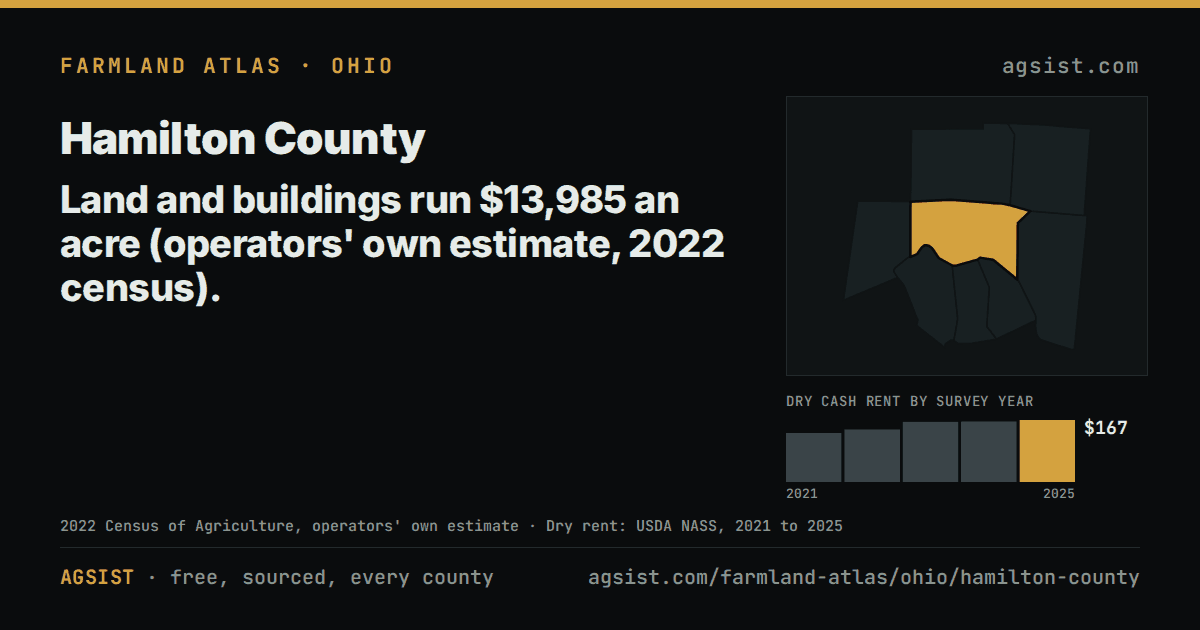 FARMLAND ATLAS · OHIO
agsist.com
Hamilton County
Land and buildings run $13,985 an
acre (operators' own estimate, 2022
census).
DRY CASH RENT BY SURVEY YEAR
$167
2021
2025
2022 Census of Agriculture, operators' own estimate · Dry rent: USDA NASS, 2021 to 2025
AGSIST · free, sourced, every county
agsist.com/farmland-atlas/ohio/hamilton-county